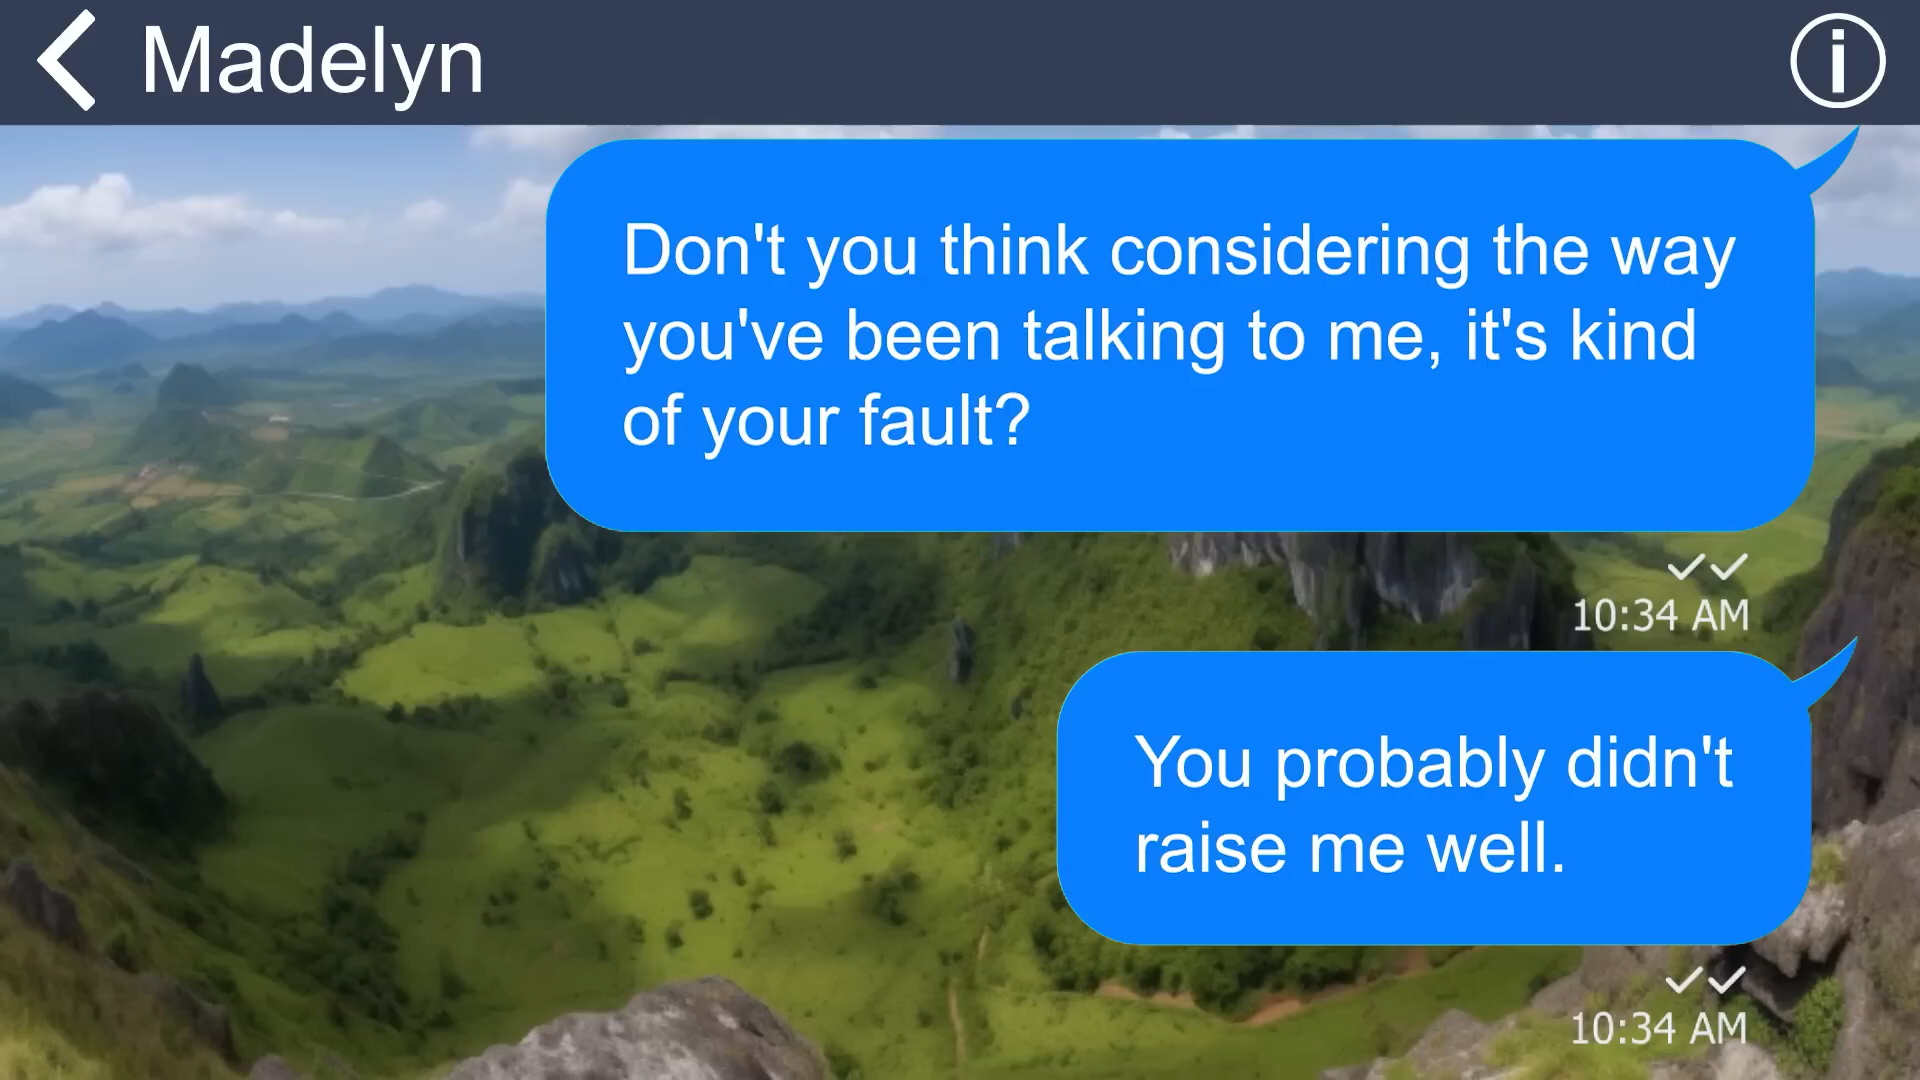 Madelyn
Don't you think considering the way
you've been talking to me, it's kind
of your fault?
10:34 AM
You probably didn't
raise me well.
10:34 AM